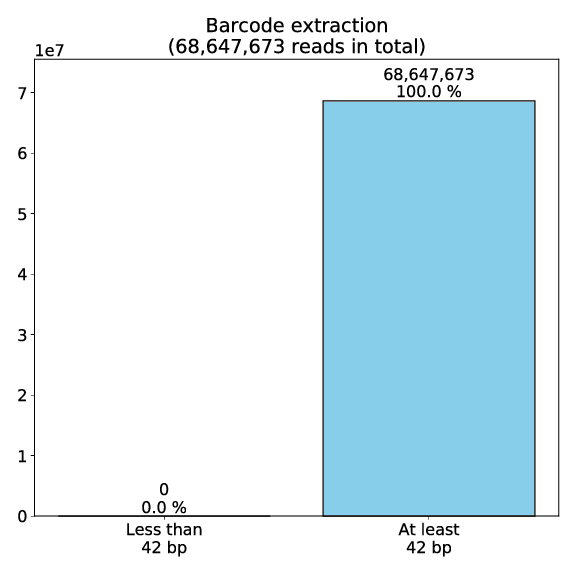 Barcode extraction
(68,647,673 reads in total)
1e7
68,647,673
100.0 %
7
6
5
4
3
2
1
0
0
0.0 %
Less than
42 bp
At least
42 bp